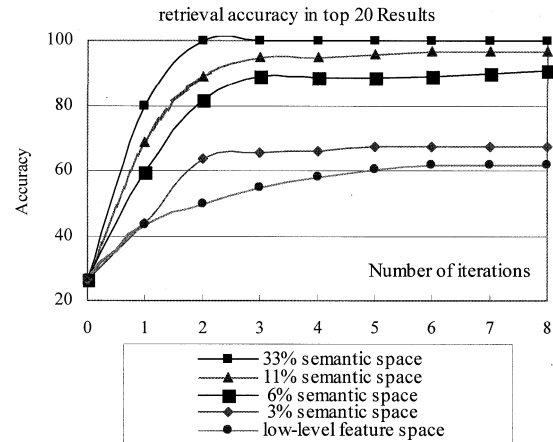 retrieval accuracy in top 20 Results
100
80
60
40
20
Accuracy
Number of iterations
0 1 2 3 4 5 6 7 8
33% semantic space
11% semantic space
6% semantic space
3% semantic space
low-level feature space